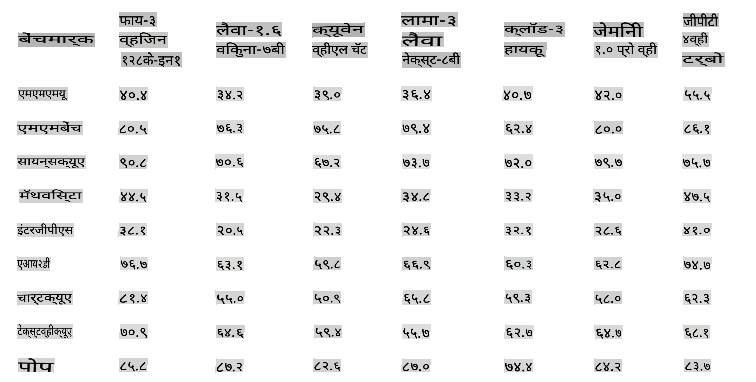 बेंचमार्क फाय-३ व्हजिन १२८के-इन१ लैवा-१.६ विकुिना-७बी क्यूवेन व्हीएल चॅट लामा-३ लैवा नेक्स्ट-८बी क्लॉड-३ हायकू जेमिनी १.० प्रो व्ही जीपीटी ४व्ही टर्बो
एमएमएमयू ४०.४ ३४.२ ३९.० ३६.४ ४०.७ ४२.० ५५.५
एमएमबेंच ८०.५ ७६.३ ७५.८ ७९.४ ६२.४ ८०.० ८६.१
सायन्सक्यूए ९०.८ ७०.६ ६७.२ ७३.७ ७२.० ७९.७ ७५.७
मॅथविस्टा ४४.५ ३१.५ २९.४ ३४.८ ३३.२ ३५.० ४७.५
इंटरजीपीएस ३८.१ २०.५ २२.३ २४.६ ३२.१ २८.६ ४१.०
एआय२डी ७६.७ ६३.१ ५९.८ ६६.९ ६०.३ ६२.८ ७४.७
चार्टक्यूए ८१.४ ५५.० ५०.९ ६५.८ ५९.३ ५८.० ६२.३
टेक्स्टव्हीक्यूए ७०.९ ६४.६ ५९.४ ५५.७ ६२.७ ६४.७ ६८.१
पोप ८५.८ ८७.२ ८२.६ ८७.० ७४.४ ८४.२ ८३.७